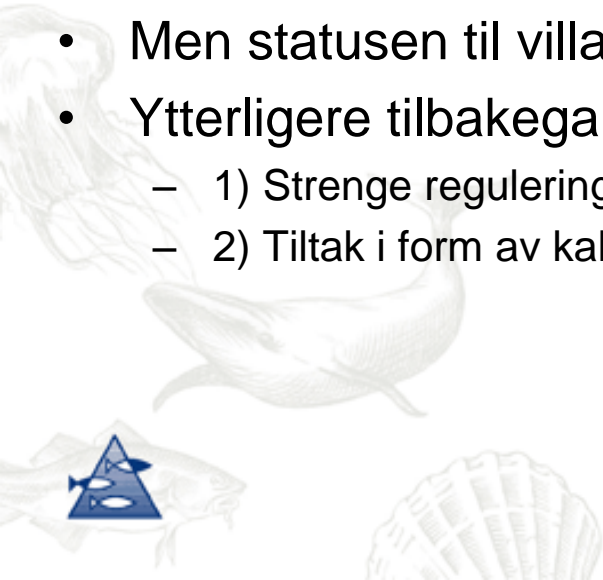 • Men statusen til villa
• Ytterligere tilbakega
– 1) Strenge regulering
– 2) Tiltak i form av kal